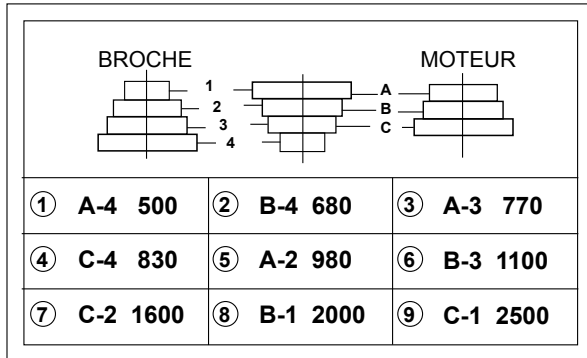 BROCHE MOTEUR
1 A
2 B
3 C
4
① A-4 500 ② B-4 680 ③ A-3 770
④ C-4 830 ⑤ A-2 980 ⑥ B-3 1100
⑦ C-2 1600 ⑧ B-1 2000 ⑨ C-1 2500